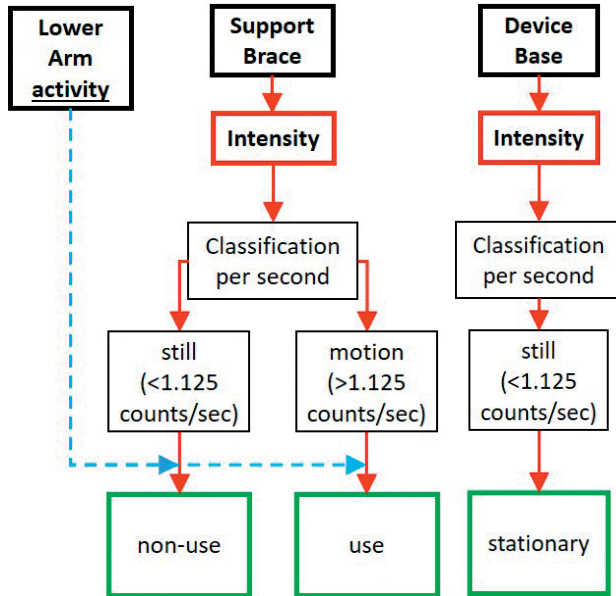 Lower
Arm
activity
Support
Brace
Device
Base
Intensity
Intensity
Classification
per second
Classification
per second
still
(<1.125
counts/sec)
motion
(>1.125
counts/sec)
still
(<1.125
counts/sec)
non-use
use
stationary